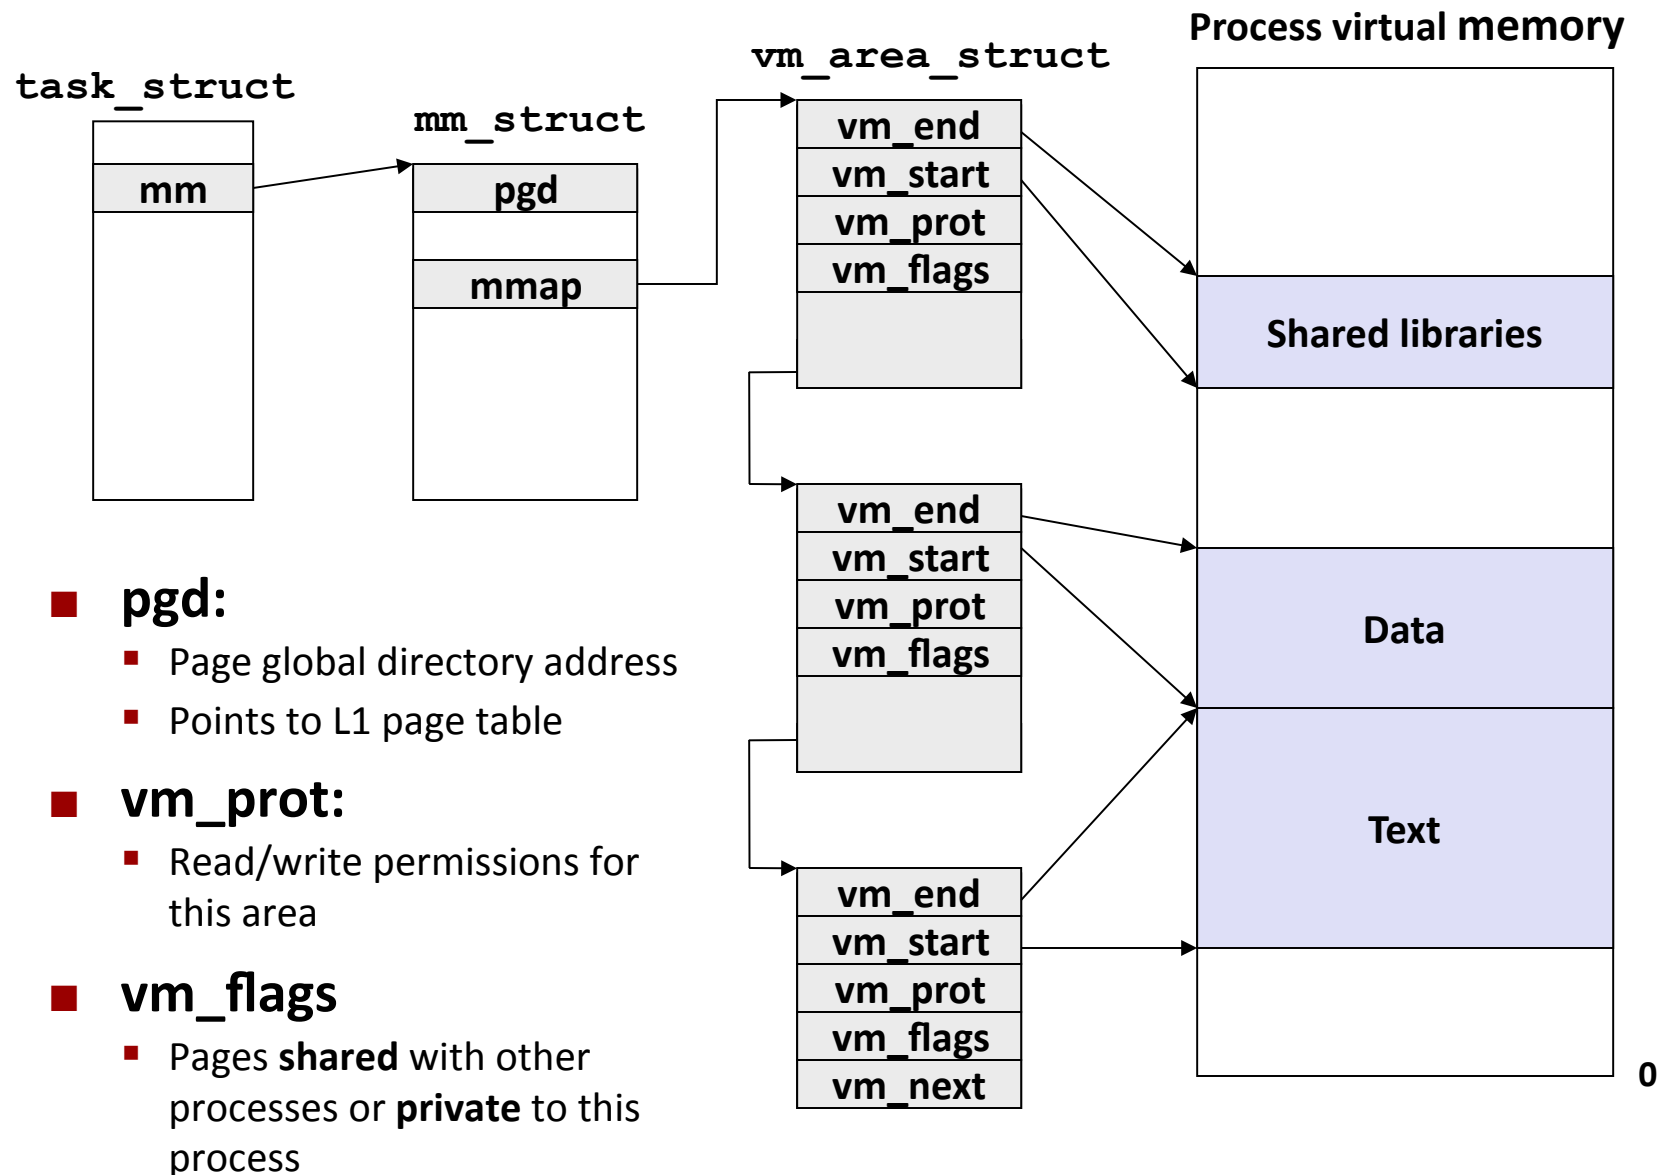 Process virtual memory
vm_area_struct
task_struct
mm_struct
mm
pgd
mmap
vm_end
vm_start
vm_prot
vm_flags
Shared libraries
vm_end
vm_start
vm_prot
vm_flags
Data
Text
vm_end
vm_start
vm_prot
vm_flags
vm_next
0
pgd:
Page global directory address
Points to L1 page table
vm_prot:
Read/write permissions for
this area
vm_flags
Pages shared with other
processes or private to this
process